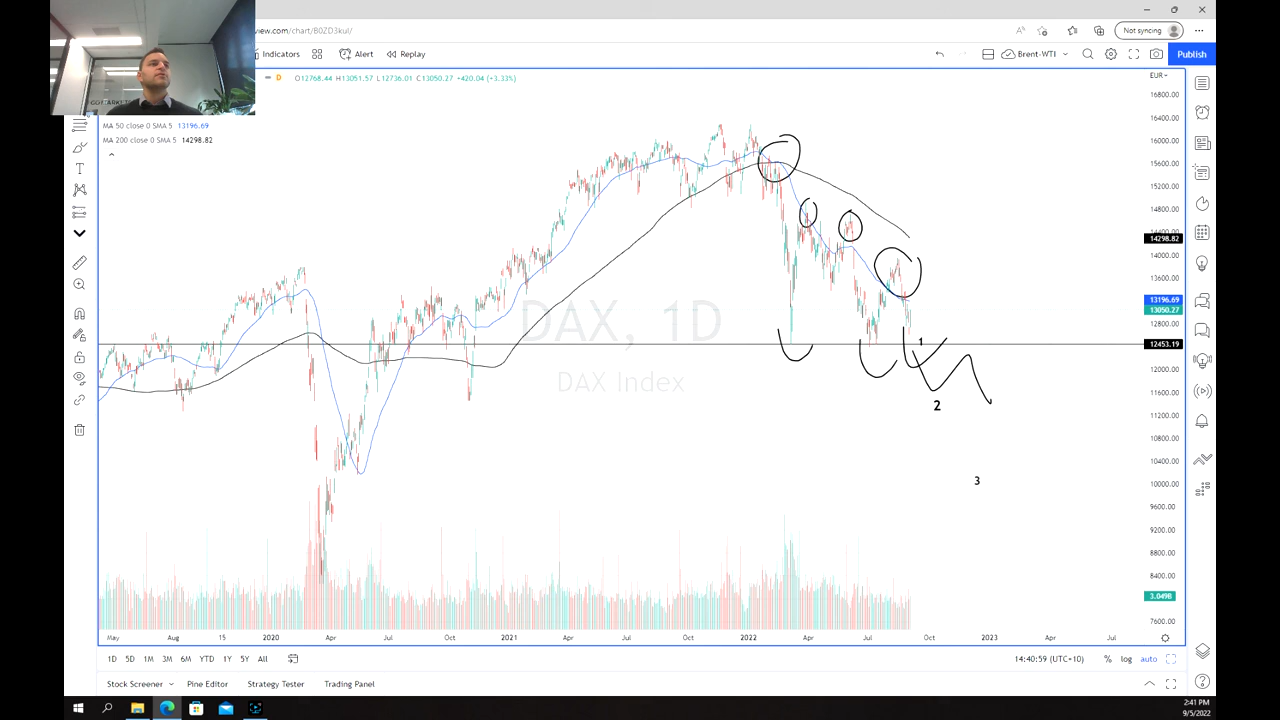 view.com/chart/B0ZD3kul/
Not syncing
Indicators
Alert
Replay
Brent-WTI
Publish
GO MARKETS
D O12768.44 H13051.57 L12736.01 C13050.27 +420.04 (+3.33%)
EUR
MA 50 close 0 SMA 5 13196.69
MA 200 close 0 SMA 5 14298.82
16800.00
16400.00
16000.00
15600.00
15200.00
14800.00
14400.00
14298.82
13600.00
13196.69
13050.27
12800.00
12453.19
12000.00
11600.00
11200.00
10800.00
10400.00
10000.00
9600.00
9200.00
8800.00
8400.00
3.049B
7600.00
DAX, 1D
DAX Index
1
2
3
May Aug 15 2020 Apr Jul Oct 2021 Apr Jul Oct 2022 Apr Jul Oct 2023 Apr Jul
1D 5D 1M 3M 6M YTD 1Y 5Y All
14:40:59 (UTC+10) % log auto
Stock Screener Pine Editor Strategy Tester Trading Panel
2:41 PM
9/5/2022